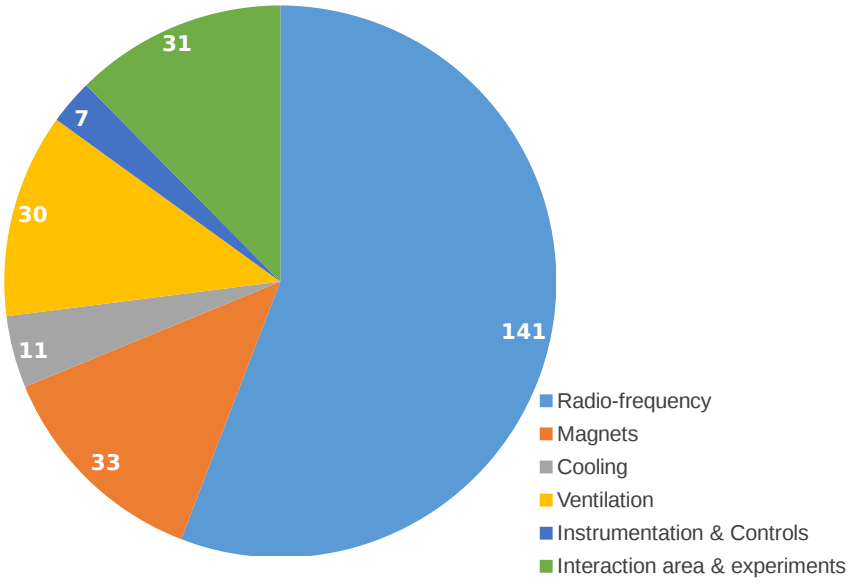 31
7
30
141
11
33
Radio-frequency
Magnets
Cooling
Ventilation
Instrumentation & Controls
Interaction area & experiments